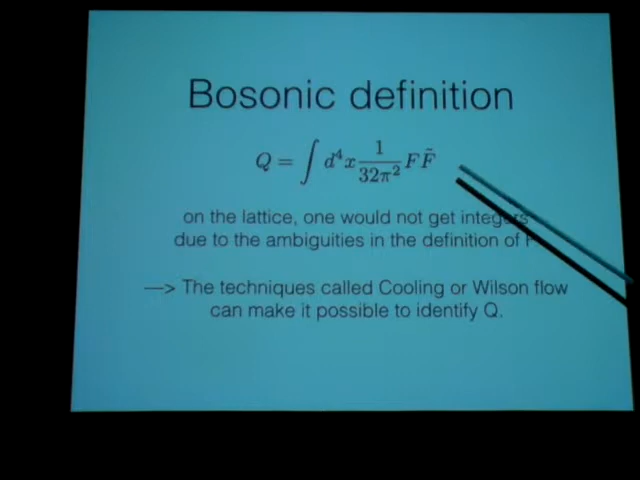 Bosonic definition
Q = ∫ d⁴x 1/32π² F F̃
on the lattice, one would not get integers
due to the ambiguities in the definition of F
—> The techniques called Cooling or Wilson flow
can make it possible to identify Q.